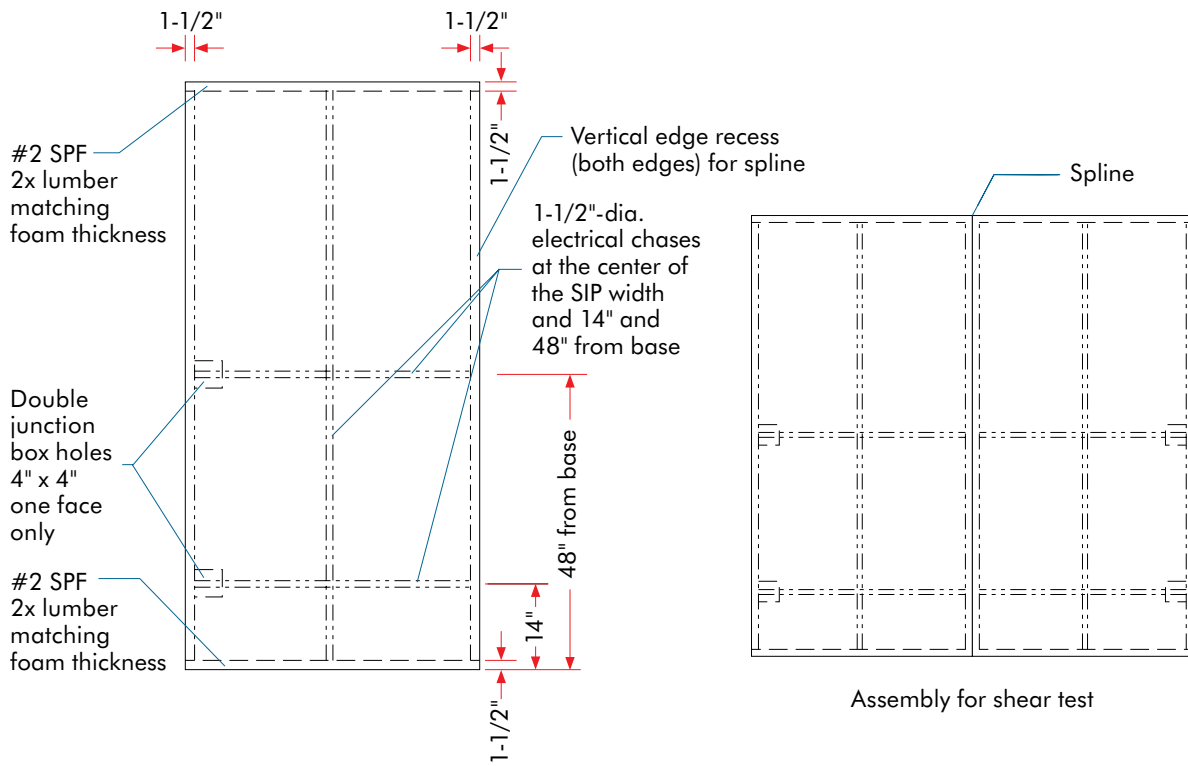 1-1/2"
1-1/2"
1-1/2"
#2 SPF
2x lumber
matching
foam thickness
Vertical edge recess
(both edges) for spline
1-1/2"-dia.
electrical chases
at the center of
the SIP width
and 14" and
48" from base
Double
junction
box holes
4" x 4"
one face
only
#2 SPF
2x lumber
matching
foam thickness
48" from base
14"
1-1/2"
Spline
Assembly for shear test